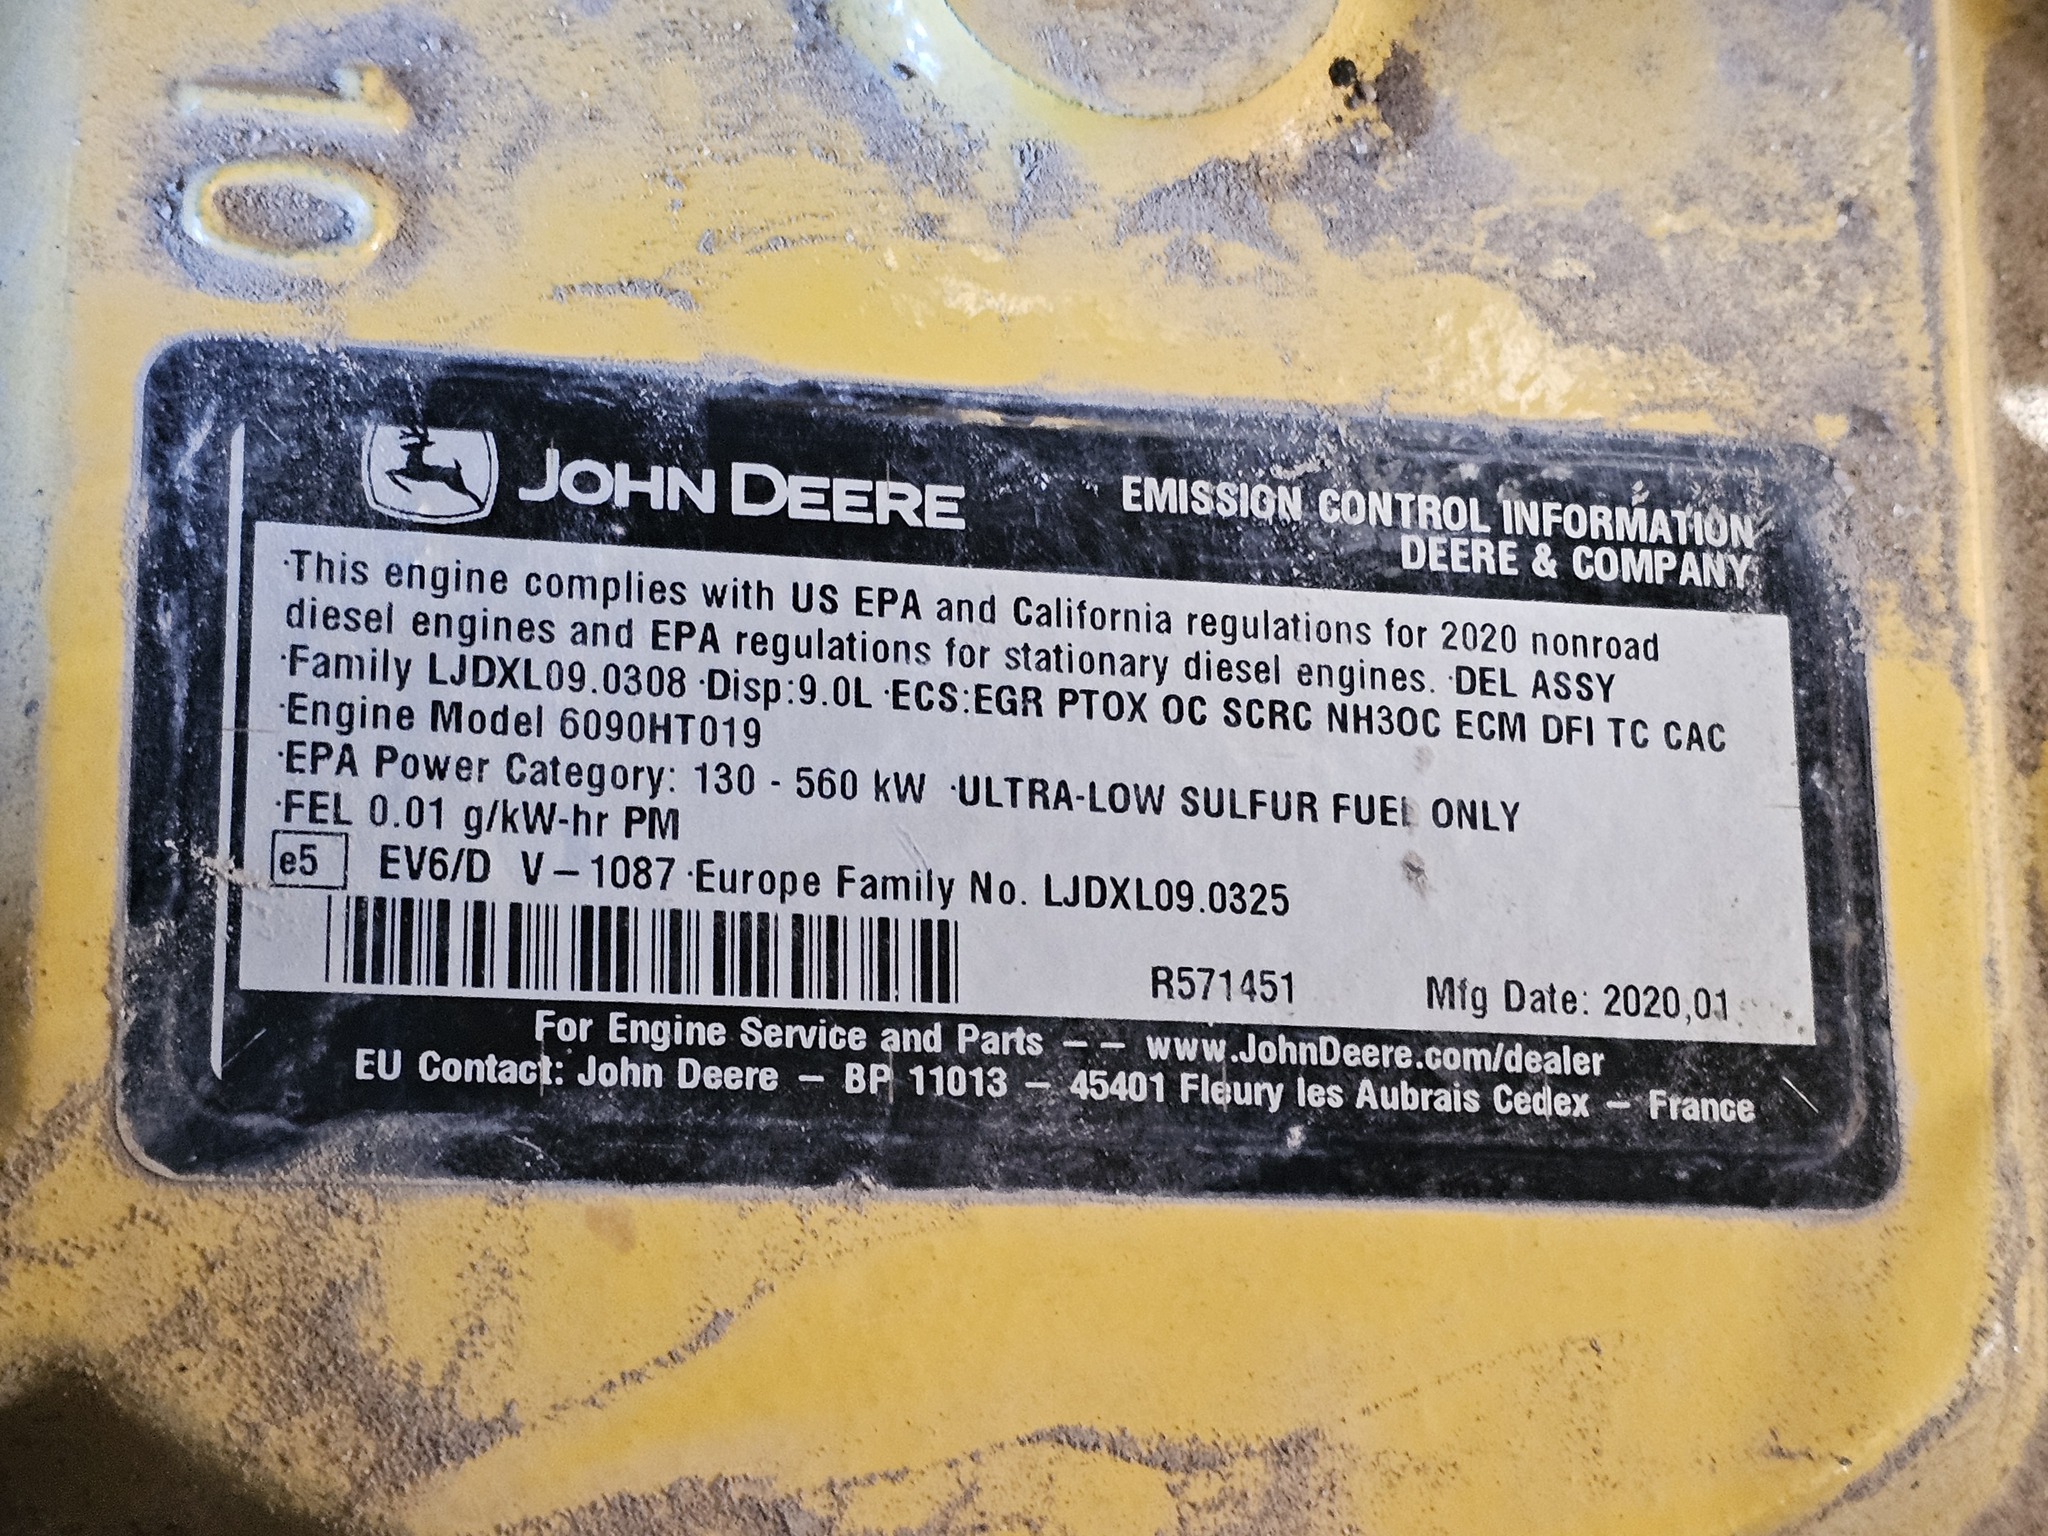 10
JOHN DEERE
EMISSION CONTROL INFORMATION
DEERE & COMPANY
·This engine complies with US EPA and California regulations for 2020 nonroad
diesel engines and EPA regulations for stationary diesel engines. ·DEL ASSY
·Family LJDXL09.0308 ·Disp:9.0L ·ECS:EGR PTOX OC SCRC NH3OC ECM DFI TC CAC
·Engine Model 6090HT019
·EPA Power Category: 130 - 560 kW ·ULTRA-LOW SULFUR FUEL ONLY
·FEL 0.01 g/kW-hr PM
e5 EV6/D V – 1087 ·Europe Family No. LJDXL09.0325
R571451 Mfg Date: 2020,01
For Engine Service and Parts – – www.JohnDeere.com/dealer
EU Contact: John Deere – BP 11013 – 45401 Fleury les Aubrais Cedex – France